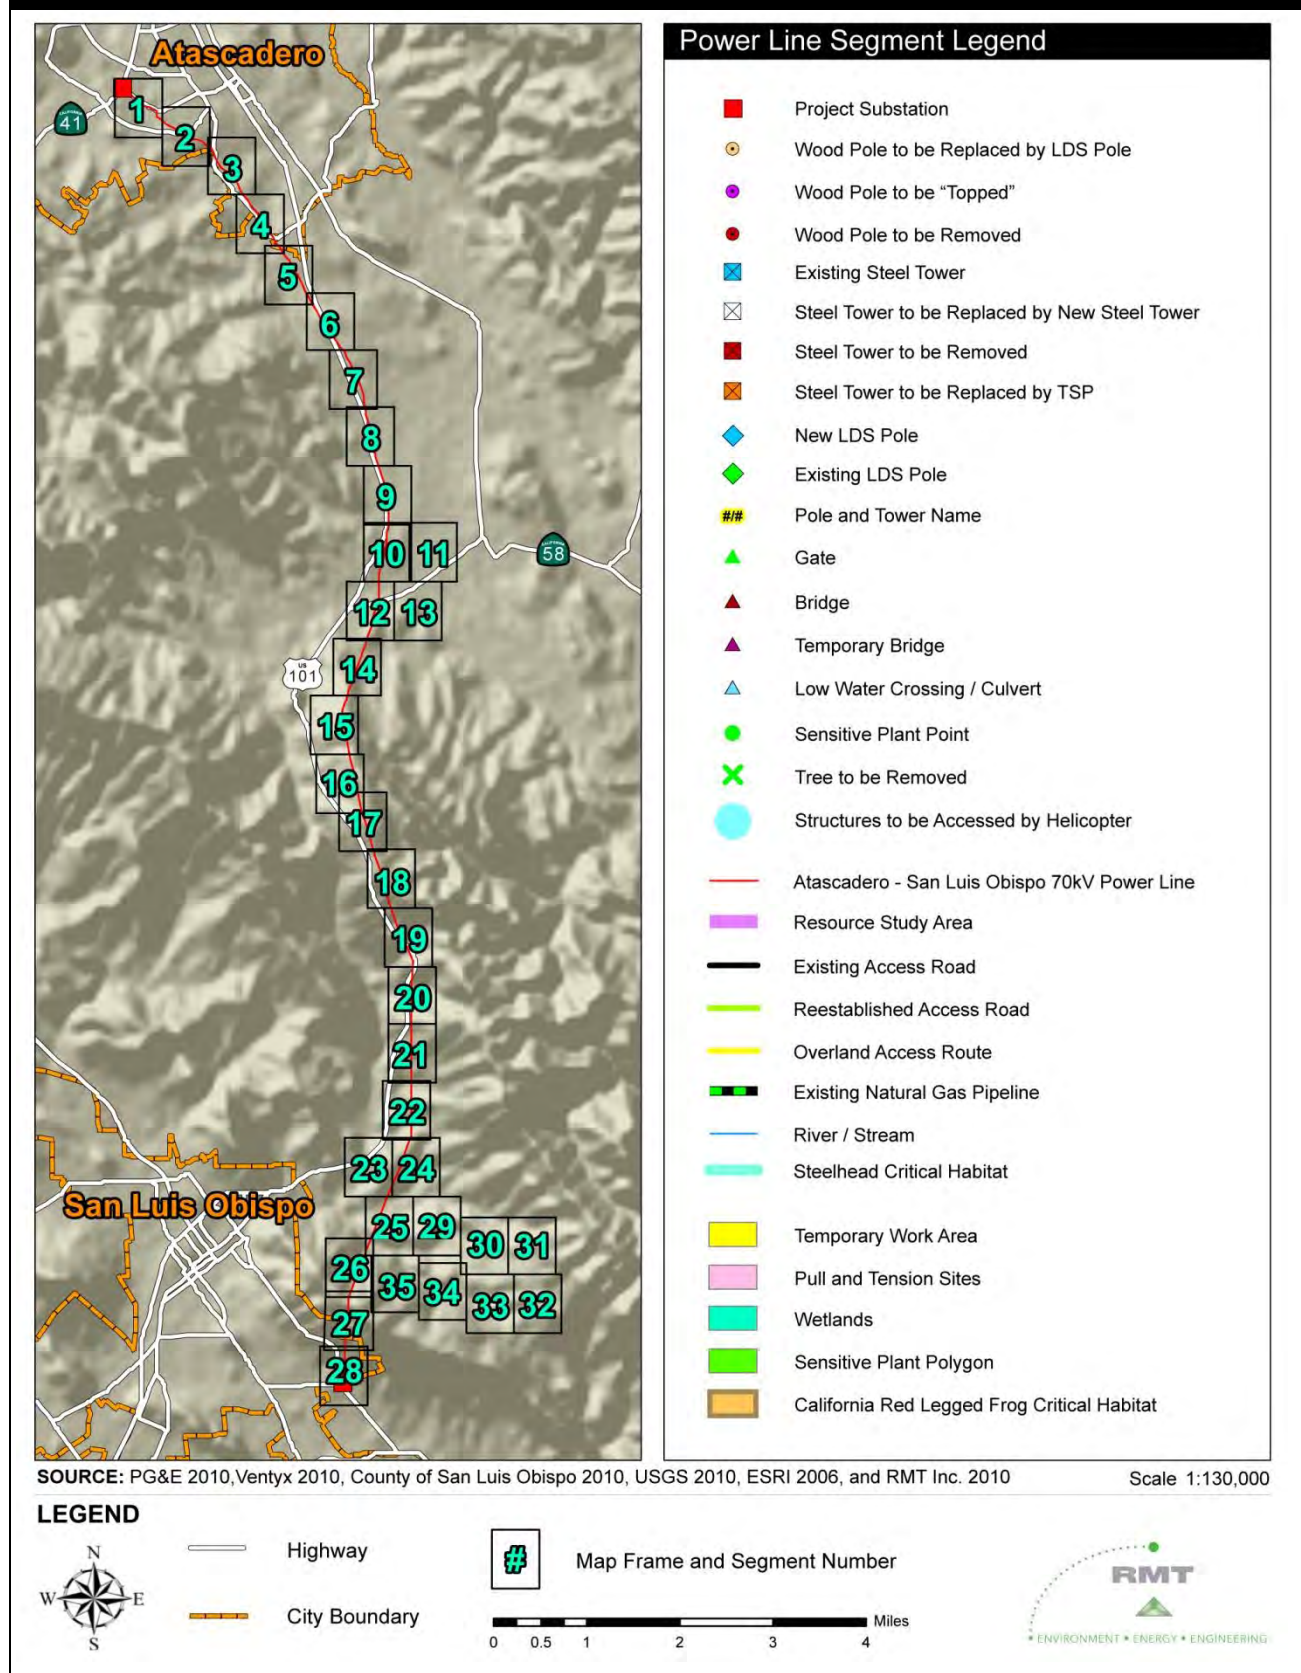 Atascadero
CALIFORNIA
41
1
2
3
4
5
6
7
8
9
10
11
CALIFORNIA
58
12
13
14
US
101
15
16
17
18
19
20
21
22
23
24
San Luis Obispo
25
29
30
31
26
35
34
33
32
27
28
Power Line Segment Legend
Project Substation
Wood Pole to be Replaced by LDS Pole
Wood Pole to be “Topped”
Wood Pole to be Removed
Existing Steel Tower
Steel Tower to be Replaced by New Steel Tower
Steel Tower to be Removed
Steel Tower to be Replaced by TSP
New LDS Pole
Existing LDS Pole
#/# Pole and Tower Name
Gate
Bridge
Temporary Bridge
Low Water Crossing / Culvert
Sensitive Plant Point
Tree to be Removed
Structures to be Accessed by Helicopter
Atascadero - San Luis Obispo 70kV Power Line
Resource Study Area
Existing Access Road
Reestablished Access Road
Overland Access Route
Existing Natural Gas Pipeline
River / Stream
Steelhead Critical Habitat
Temporary Work Area
Pull and Tension Sites
Wetlands
Sensitive Plant Polygon
California Red Legged Frog Critical Habitat
SOURCE: PG&E 2010,Ventyx 2010, County of San Luis Obispo 2010, USGS 2010, ESRI 2006, and RMT Inc. 2010
Scale 1:130,000
LEGEND
N
W E
S
Highway
City Boundary
# Map Frame and Segment Number
Miles
0 0.5 1 2 3 4
RMT
• ENVIRONMENT • ENERGY • ENGINEERING